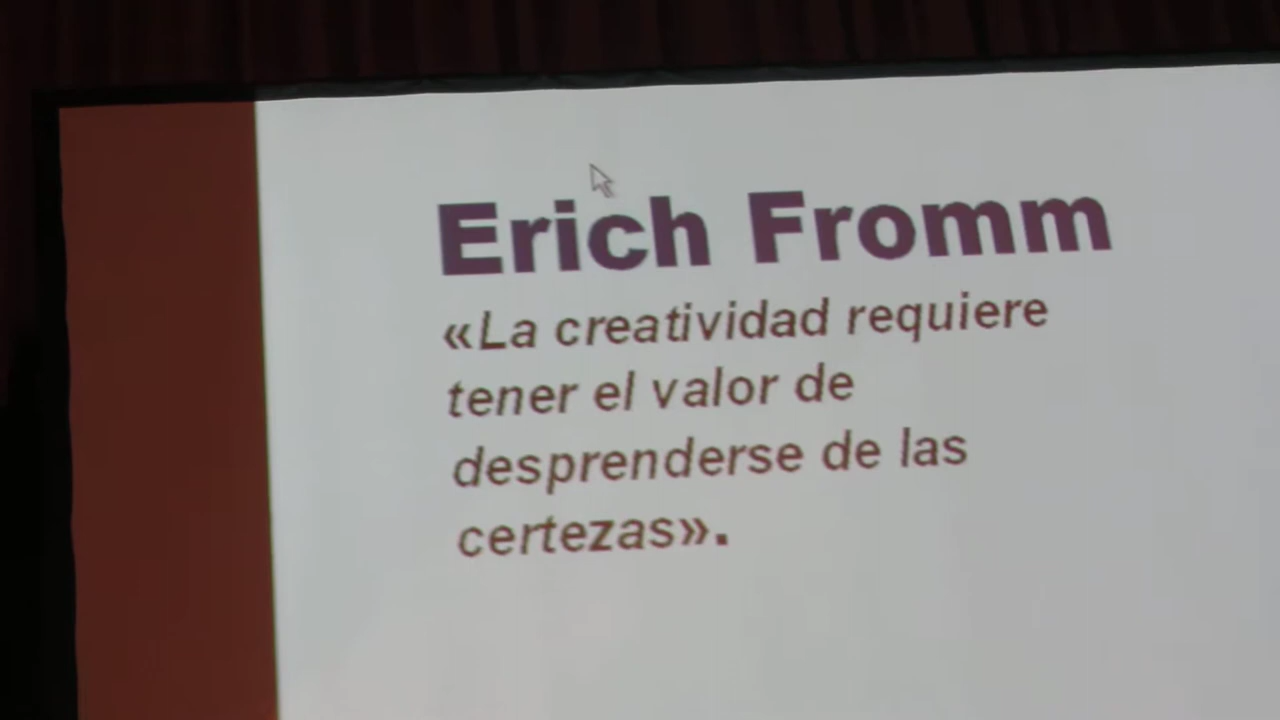 Erich Fromm
«La creatividad requiere
tener el valor de
desprenderse de las
certezas».